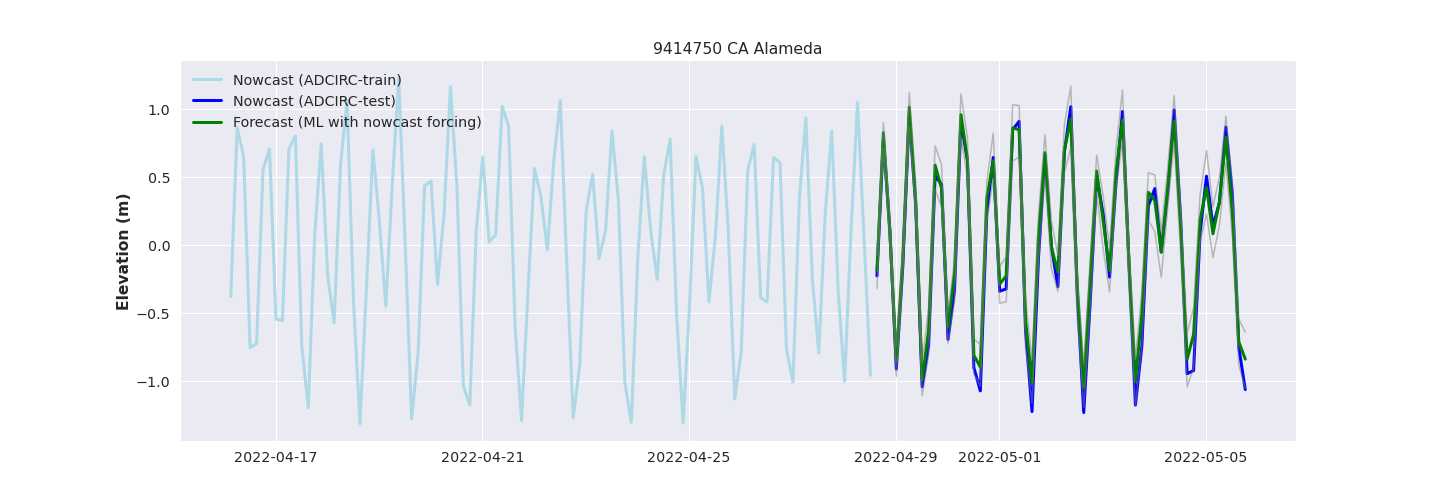 9414750 CA Alameda
Nowcast (ADCIRC-train)
Nowcast (ADCIRC-test)
Forecast (ML with nowcast forcing)
Elevation (m)
1.0
0.5
0.0
−0.5
−1.0
2022-04-17 2022-04-21 2022-04-25 2022-04-29 2022-05-01 2022-05-05